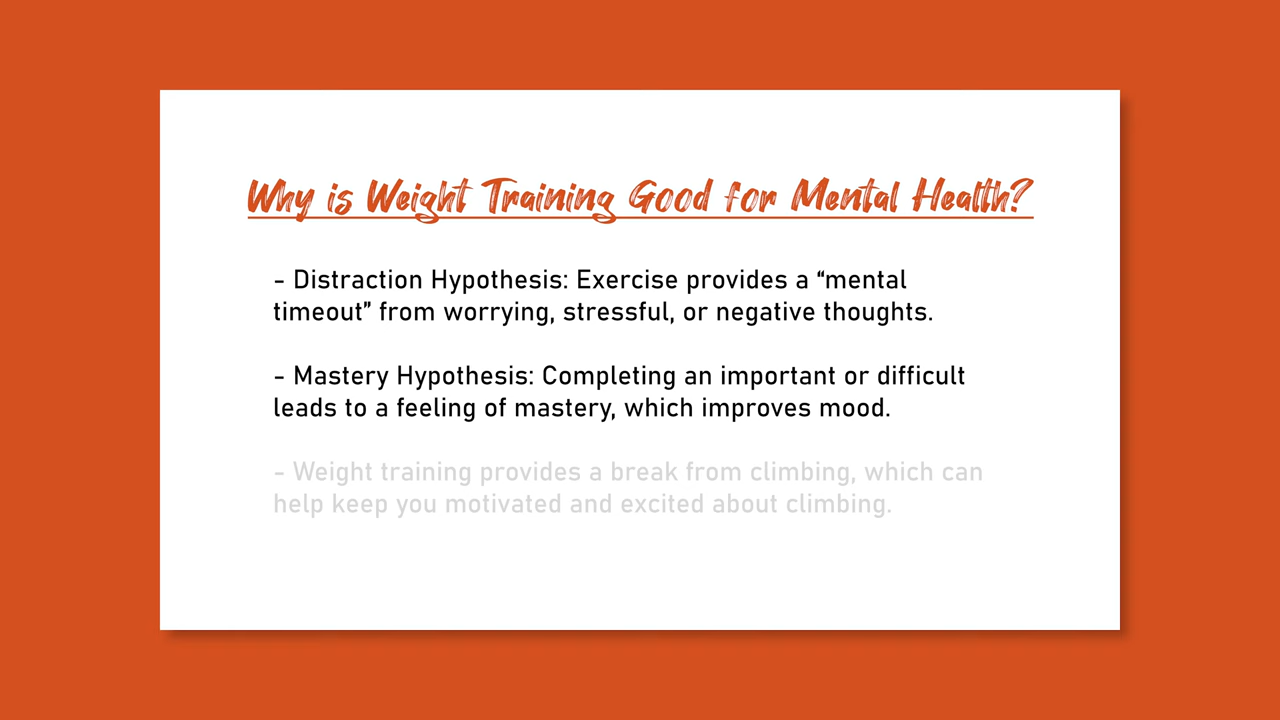 Why is Weight Training Good for Mental Health?
- Distraction Hypothesis: Exercise provides a “mental
timeout” from worrying, stressful, or negative thoughts.
- Mastery Hypothesis: Completing an important or difficult
leads to a feeling of mastery, which improves mood.
- Weight training provides a break from climbing, which can
help keep you motivated and excited about climbing.